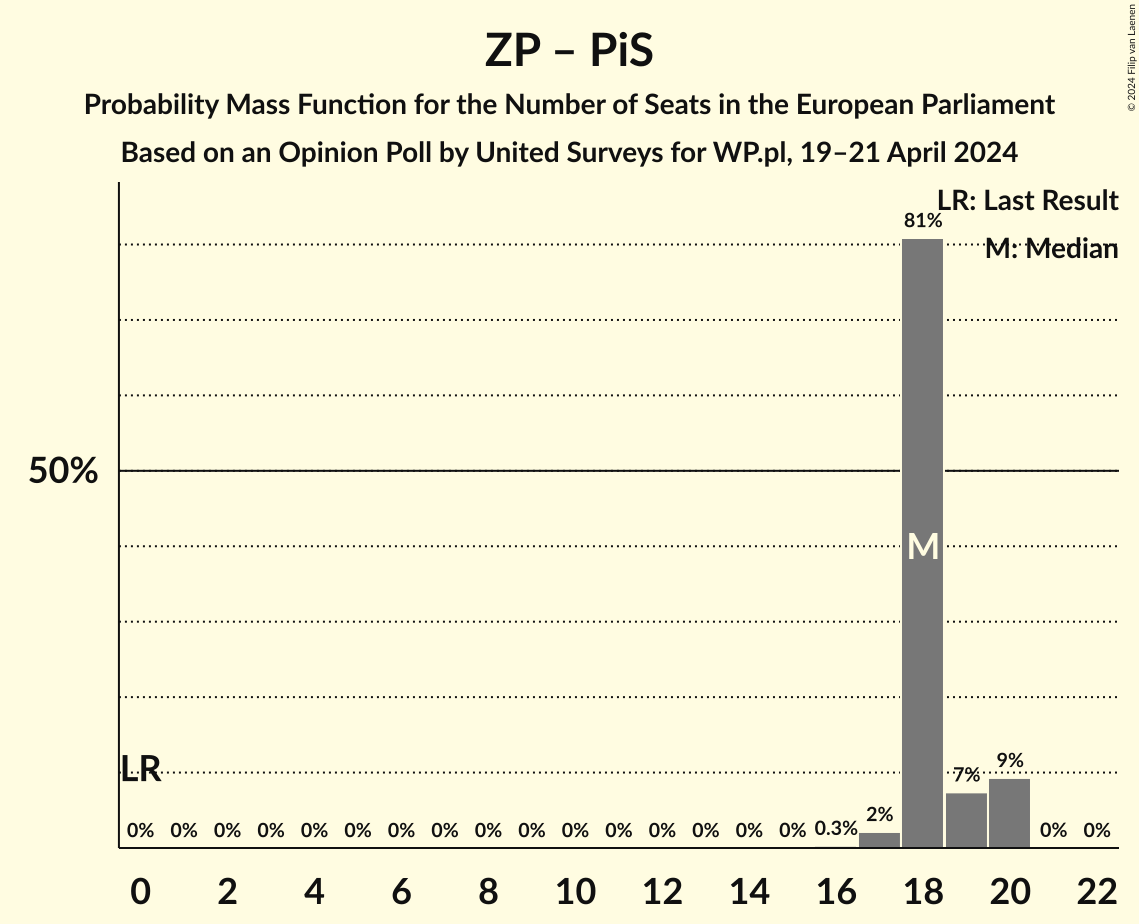 ZP – PiS
Probability Mass Function for the Number of Seats in the European Parliament
Based on an Opinion Poll by United Surveys for WP.pl, 19–21 April 2024
© 2024 Filip van Laenen
LR: Last Result
M: Median
81%
50%
M
LR
0% 0% 0% 0% 0% 0% 0% 0% 0% 0% 0% 0% 0% 0% 0% 0% 0.3% 2% 7% 9% 0% 0%
0 2 4 6 8 10 12 14 16 18 20 22